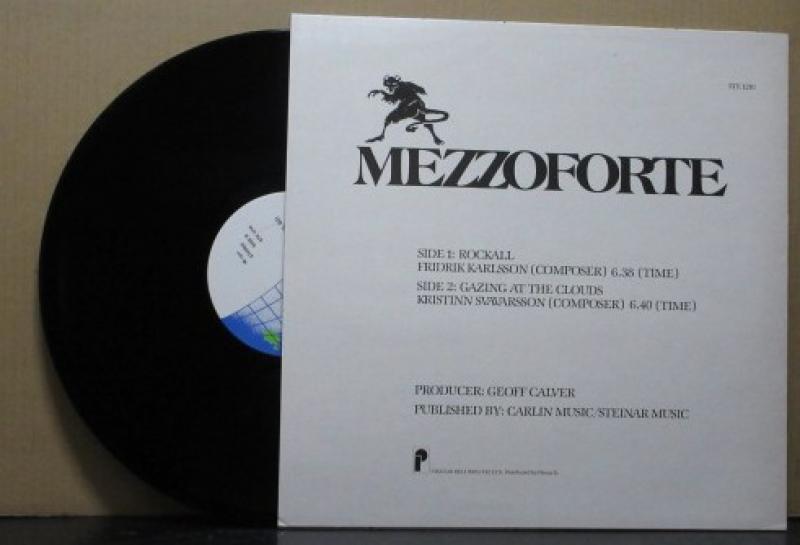 MEZZOFORTE
SIDE 1: ROCKALL
FRIDRIK KARLSSON (COMPOSER) 6.38 (TIME)
SIDE 2: GAZING AT THE CLOUDS
KRISTINN SVAVARSSON (COMPOSER) 6.40 (TIME)
PRODUCER: GEOFF CALVER
PUBLISHED BY: CARLIN MUSIC/STEINAR MUSIC